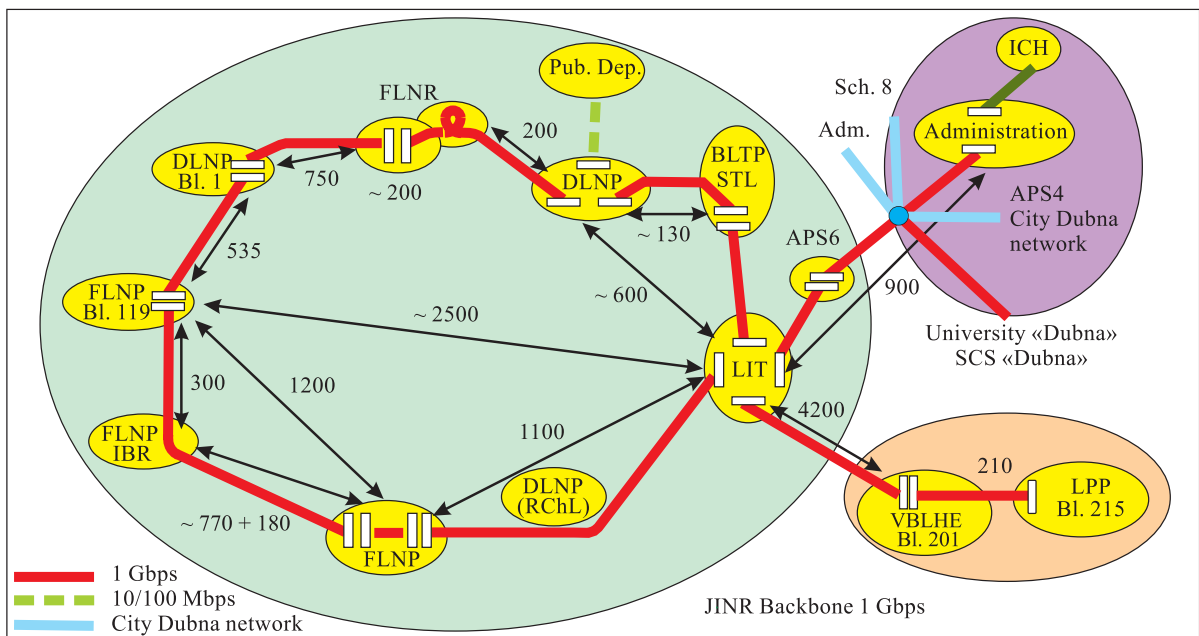 ICH
Pub. Dep.
Sch. 8
FLNR
200
Adm.
Administration
DLNP
Bl. 1
750
~ 200
DLNP
BLTP
STL
APS4
City Dubna
network
~ 130
APS6
535
FLNP
Bl. 119
~ 600
900
~ 2500
University «Dubna»
SCS «Dubna»
LIT
300
1200
4200
FLNP
IBR
1100
DLNP
(RChL)
210
LPP
Bl. 215
VBLHE
Bl. 201
~ 770 + 180
FLNP
1 Gbps
10/100 Mbps
City Dubna network
JINR Backbone 1 Gbps